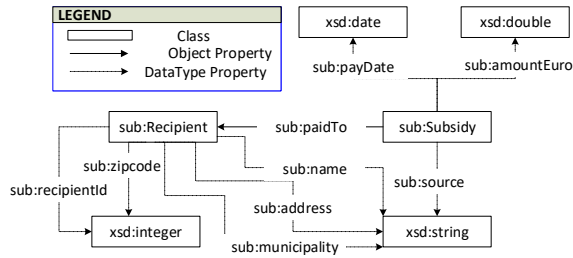 LEGEND
Class
Object Property
DataType Property
xsd:date
xsd:double
sub:payDate
sub:amountEuro
sub:Recipient
sub:paidTo
sub:Subsidy
sub:zipcode
sub:name
sub:recipientId
sub:source
sub:address
xsd:integer
xsd:string
sub:municipality